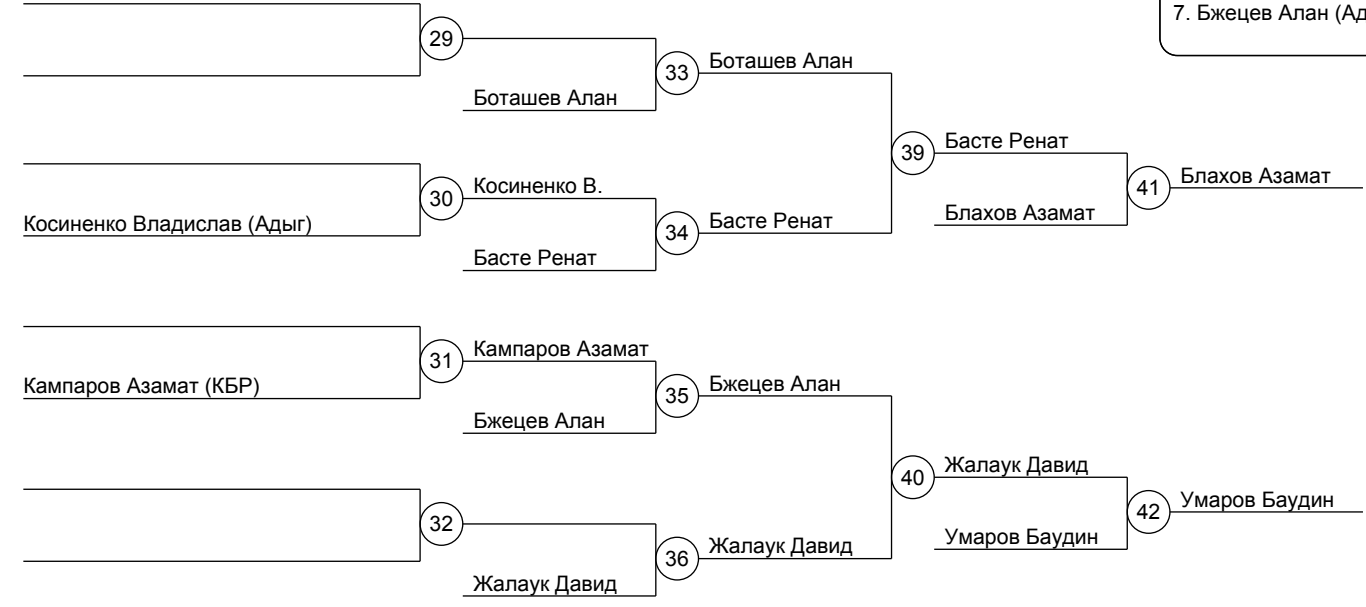 7. Бжецев Алан (Ад
29
Боташев Алан
33
Боташев Алан
39
Басте Ренат
41
Блахов Азамат
Косиненко Владислав (Адыг)
30
Косиненко В.
34
Басте Ренат
Блахов Азамат
Басте Ренат
31
Кампаров Азамат
Кампаров Азамат (КБР)
35
Бжецев Алан
Бжецев Алан
40
Жалаук Давид
42
Умаров Баудин
32
36
Жалаук Давид
Умаров Баудин
Жалаук Давид